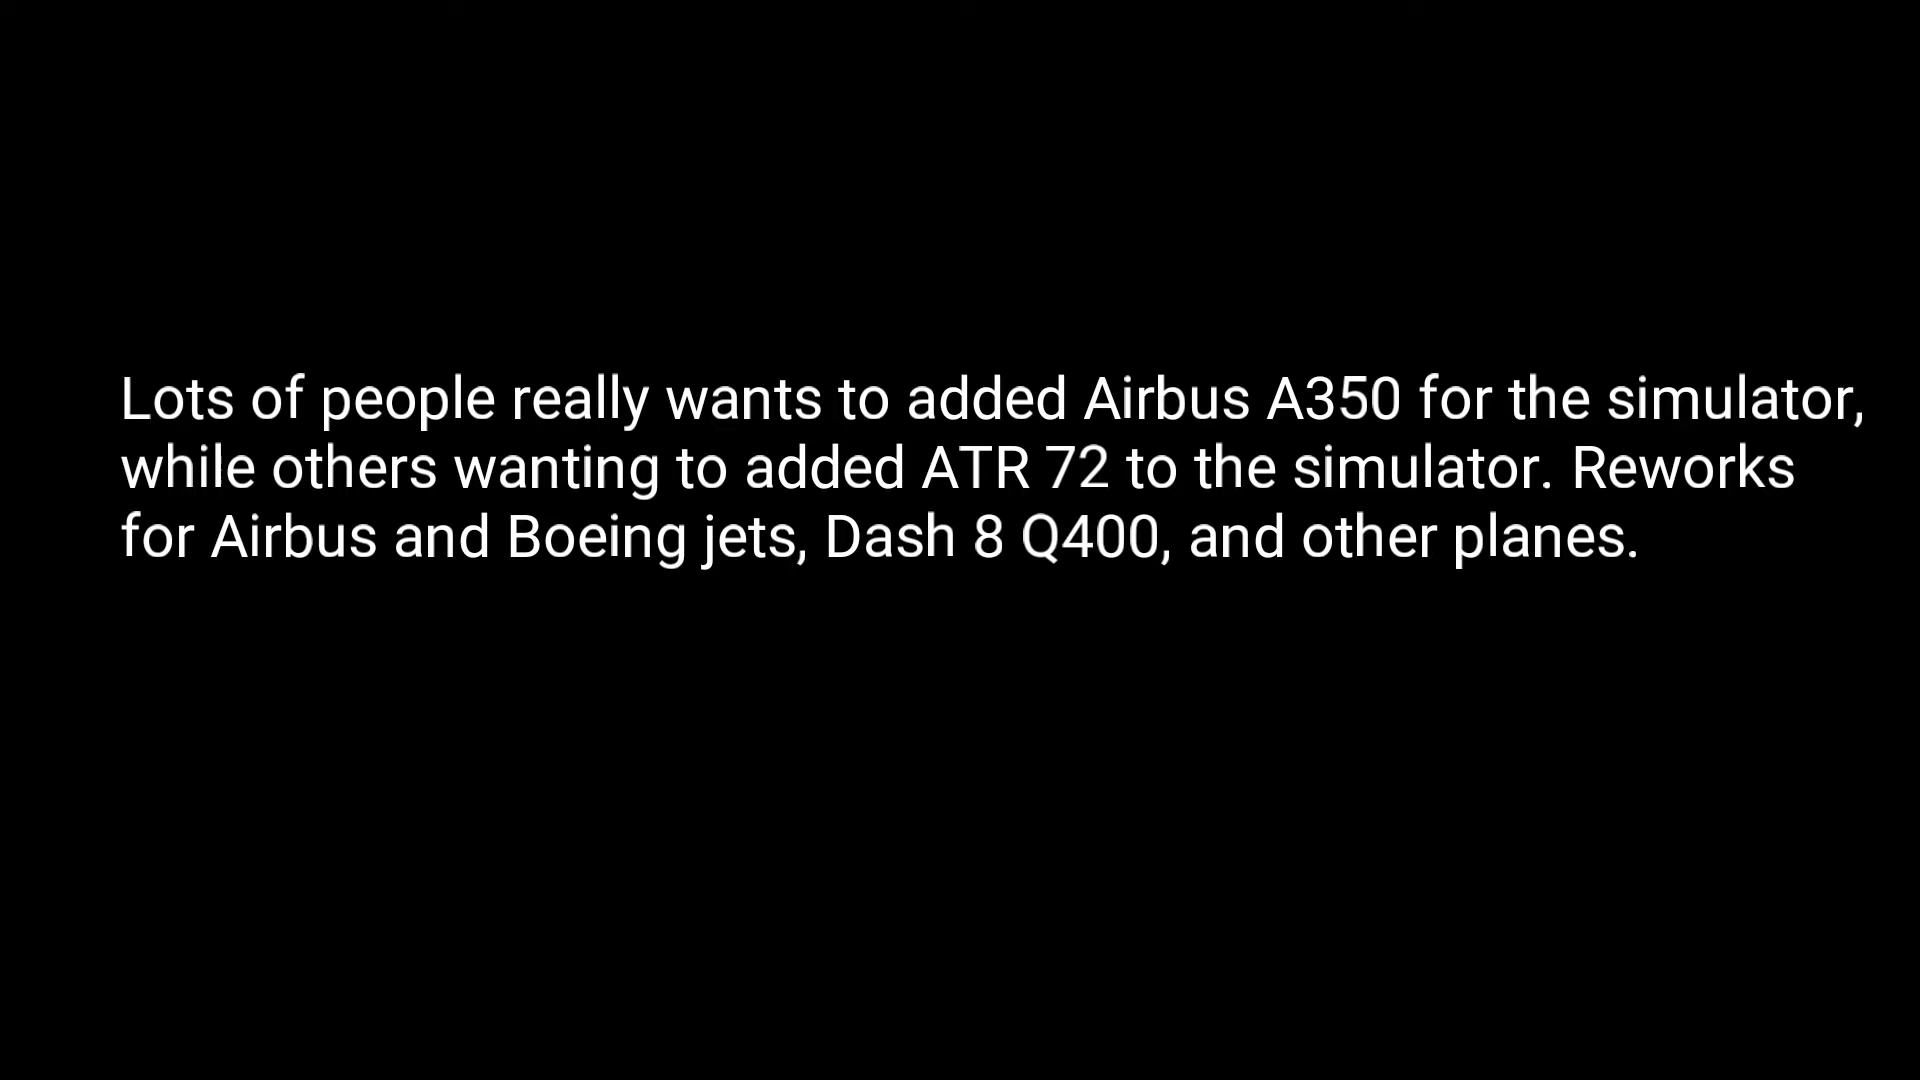 Lots of people really wants to added Airbus A350 for the simulator,
while others wanting to added ATR 72 to the simulator. Reworks
for Airbus and Boeing jets, Dash 8 Q400, and other planes.